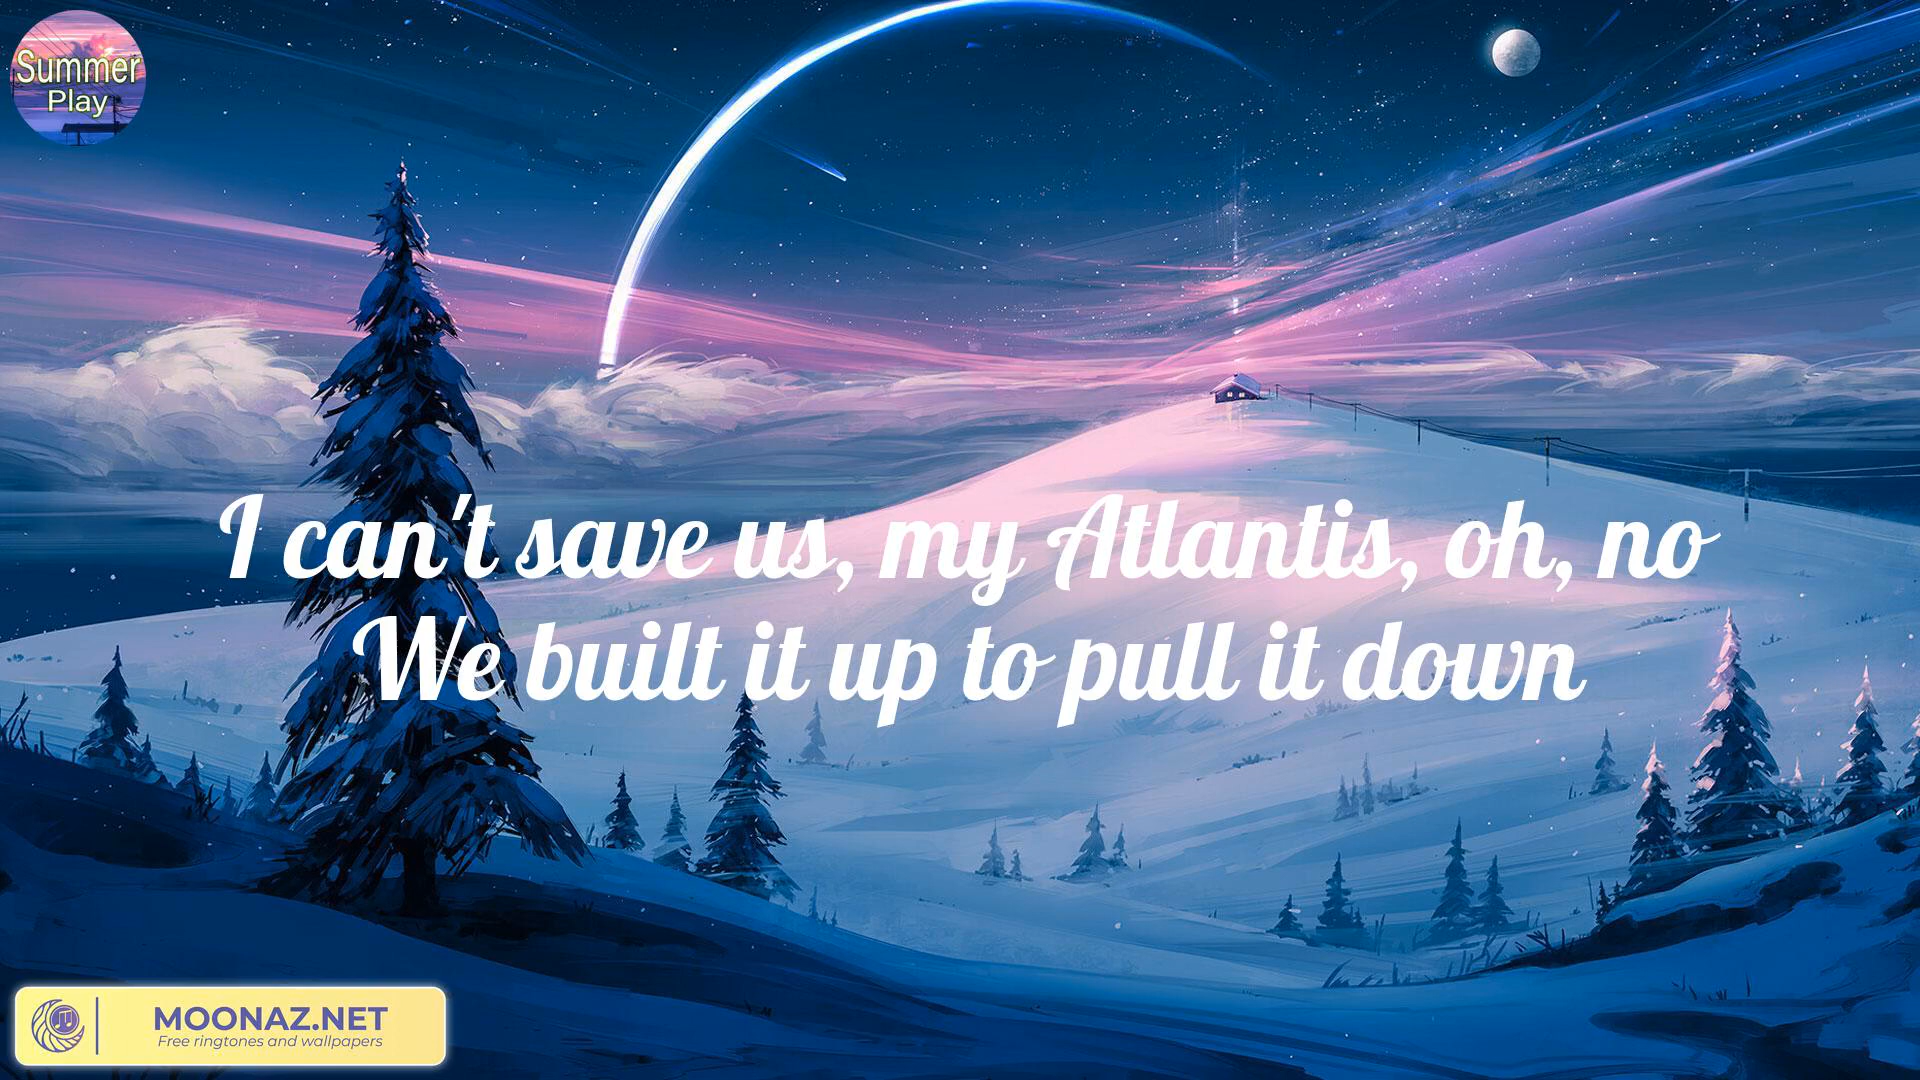 Summer
Play
I can't save us, my Atlantis, oh, no
We built it up to pull it down
MOONAZ.NET
Free ringtones and wallpapers